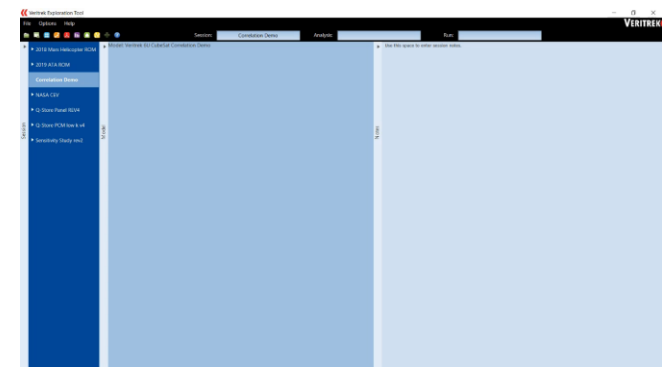 Veritrek Exploration Tool
File Options Help
VERITREK
Session: Correlation Demo Analysis: Run:
2018 Mars Helicopter ROM
2019 ATA ROM
Correlation Demo
NASA CEV
Q-Store Panel R2V4
Q-Store PCM low k v4
Sensitivity Study rev2
Session
Model
Model: Veritrek 6U CubeSat Correlation Demo
Notes
Use this space to enter session notes.